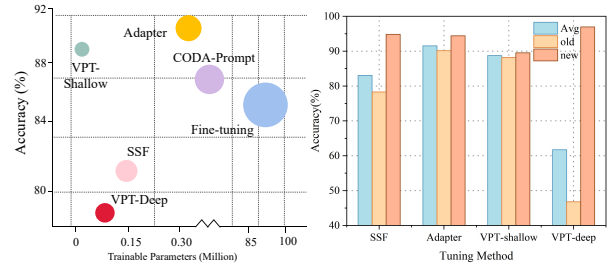 92
88
84
80
Accuracy (%)
Adapter
CODA-Prompt
VPT-
Shallow
Fine-tuning
SSF
VPT-Deep
0
0.15
0.30
85
100
Trainable Parameters (Million)
100
90
80
70
60
50
40
Accuracy(%)
Avg
old
new
SSF
Adapter
VPT-shallow
VPT-deep
Tuning Method